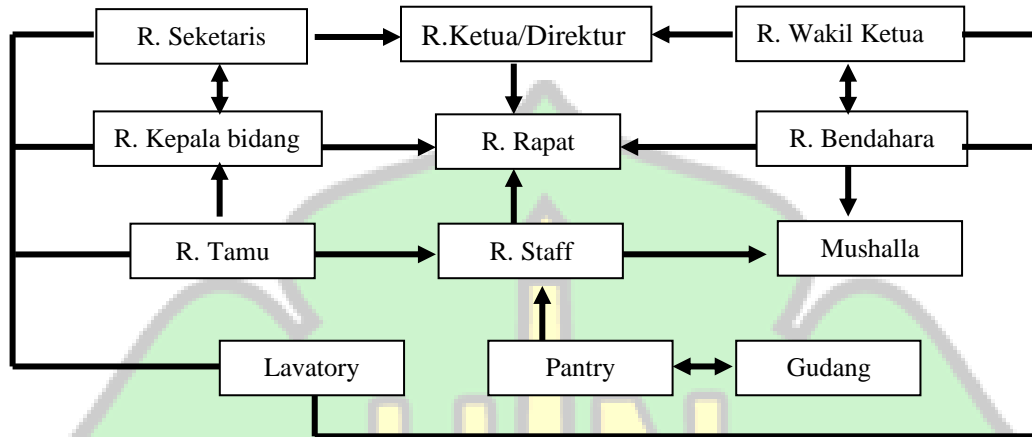 R. Seketaris
R.Ketua/Direktur
R. Wakil Ketua
R. Kepala bidang
R. Rapat
R. Bendahara
R. Tamu
R. Staff
Mushalla
Lavatory
Pantry
Gudang